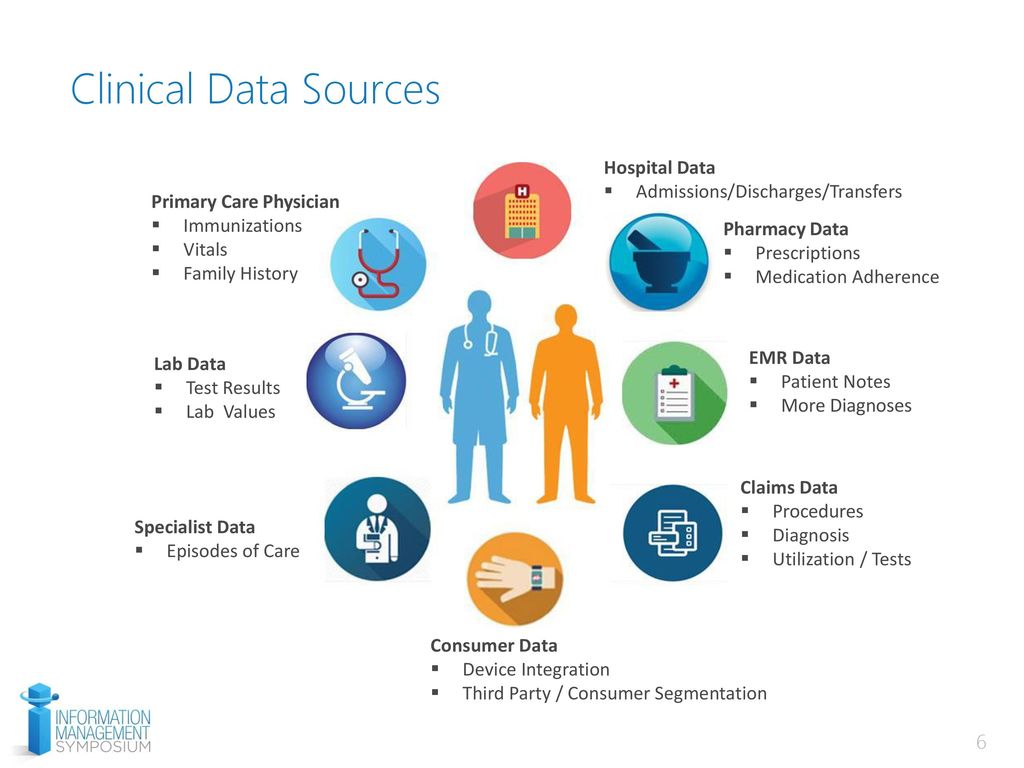 Clinical Data Sources
Hospital Data
▪ Admissions/Discharges/Transfers
H
Primary Care Physician
▪ Immunizations
▪ Vitals
▪ Family History
Pharmacy Data
▪ Prescriptions
▪ Medication Adherence
Lab Data
▪ Test Results
▪ Lab Values
EMR Data
▪ Patient Notes
▪ More Diagnoses
Claims Data
▪ Procedures
▪ Diagnosis
▪ Utilization / Tests
Specialist Data
▪ Episodes of Care
Consumer Data
▪ Device Integration
▪ Third Party / Consumer Segmentation
INFORMATION
MANAGEMENT
SYMPOSIUM
6